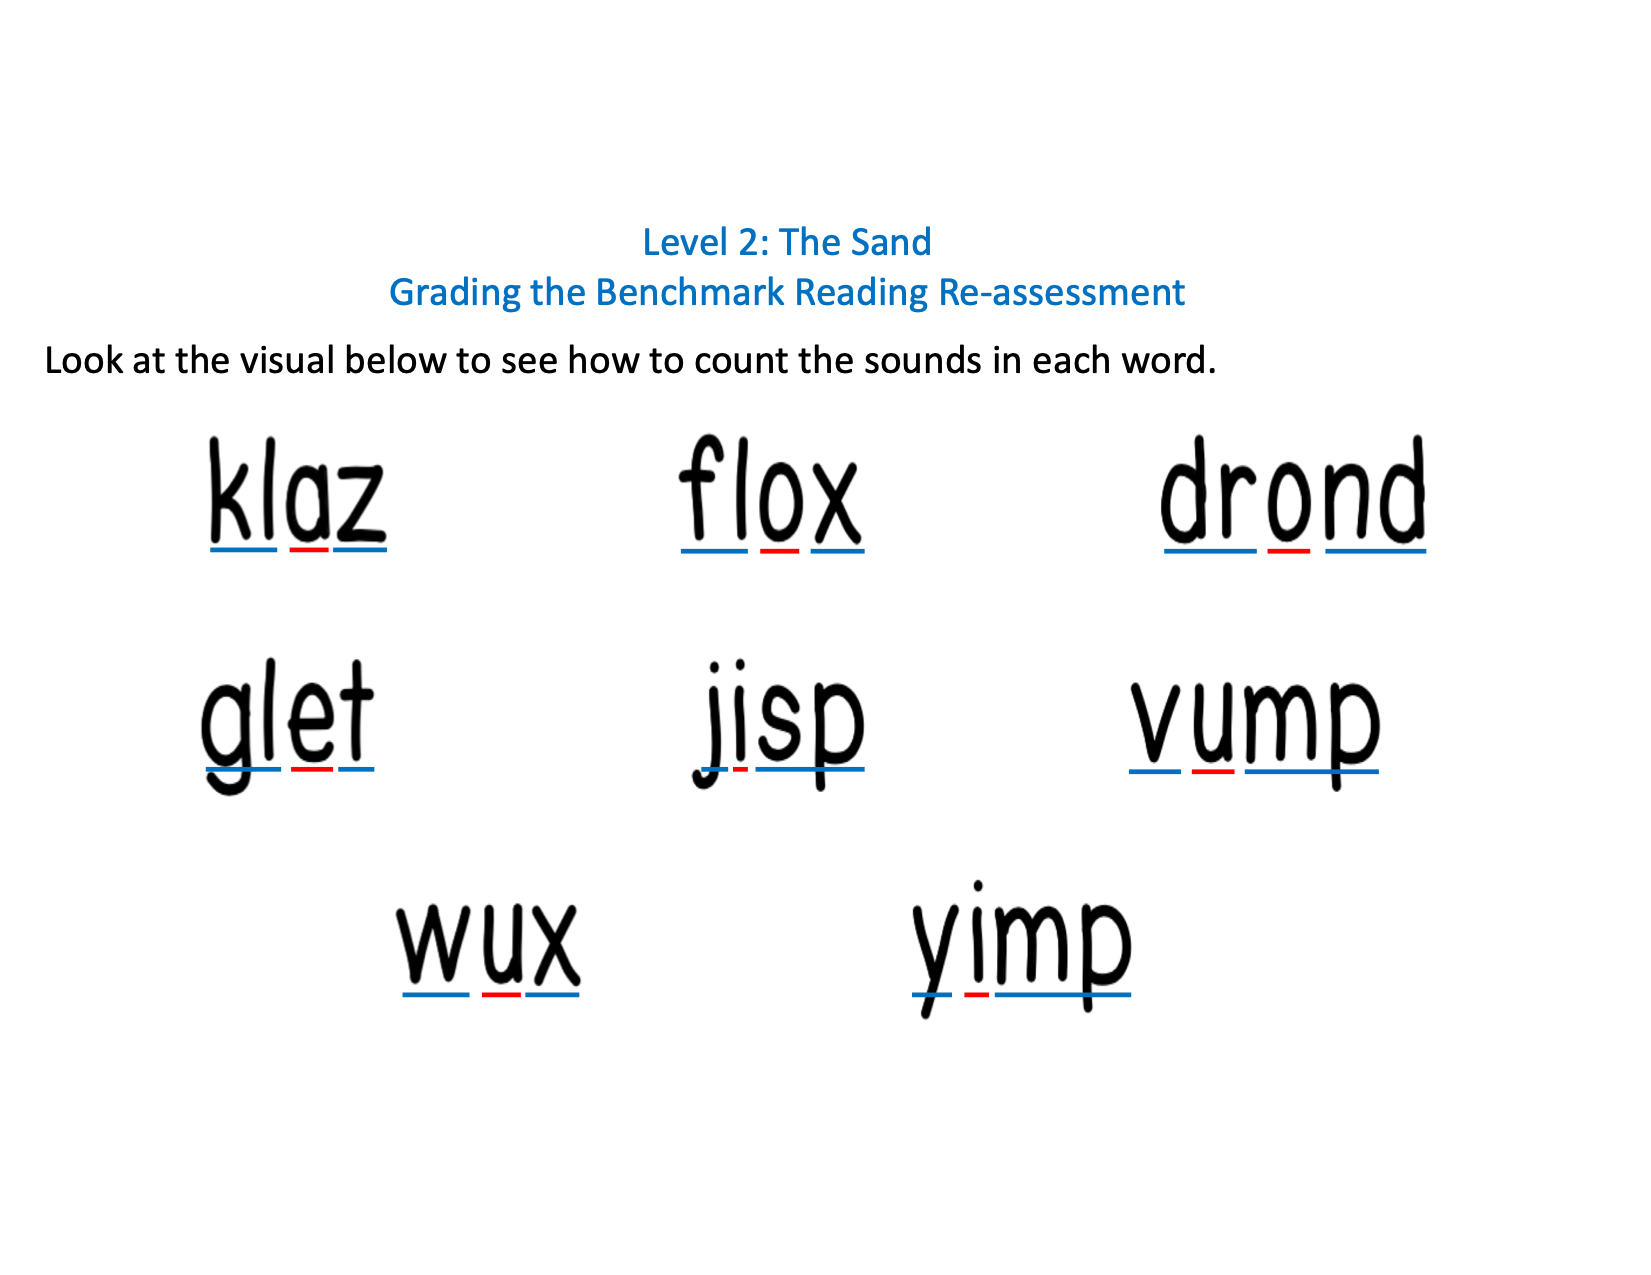 Level 2: The Sand
Grading the Benchmark Reading Re-assessment
Look at the visual below to see how to count the sounds in each word.
klaz flox drond
glet jisp vump
wux yimp